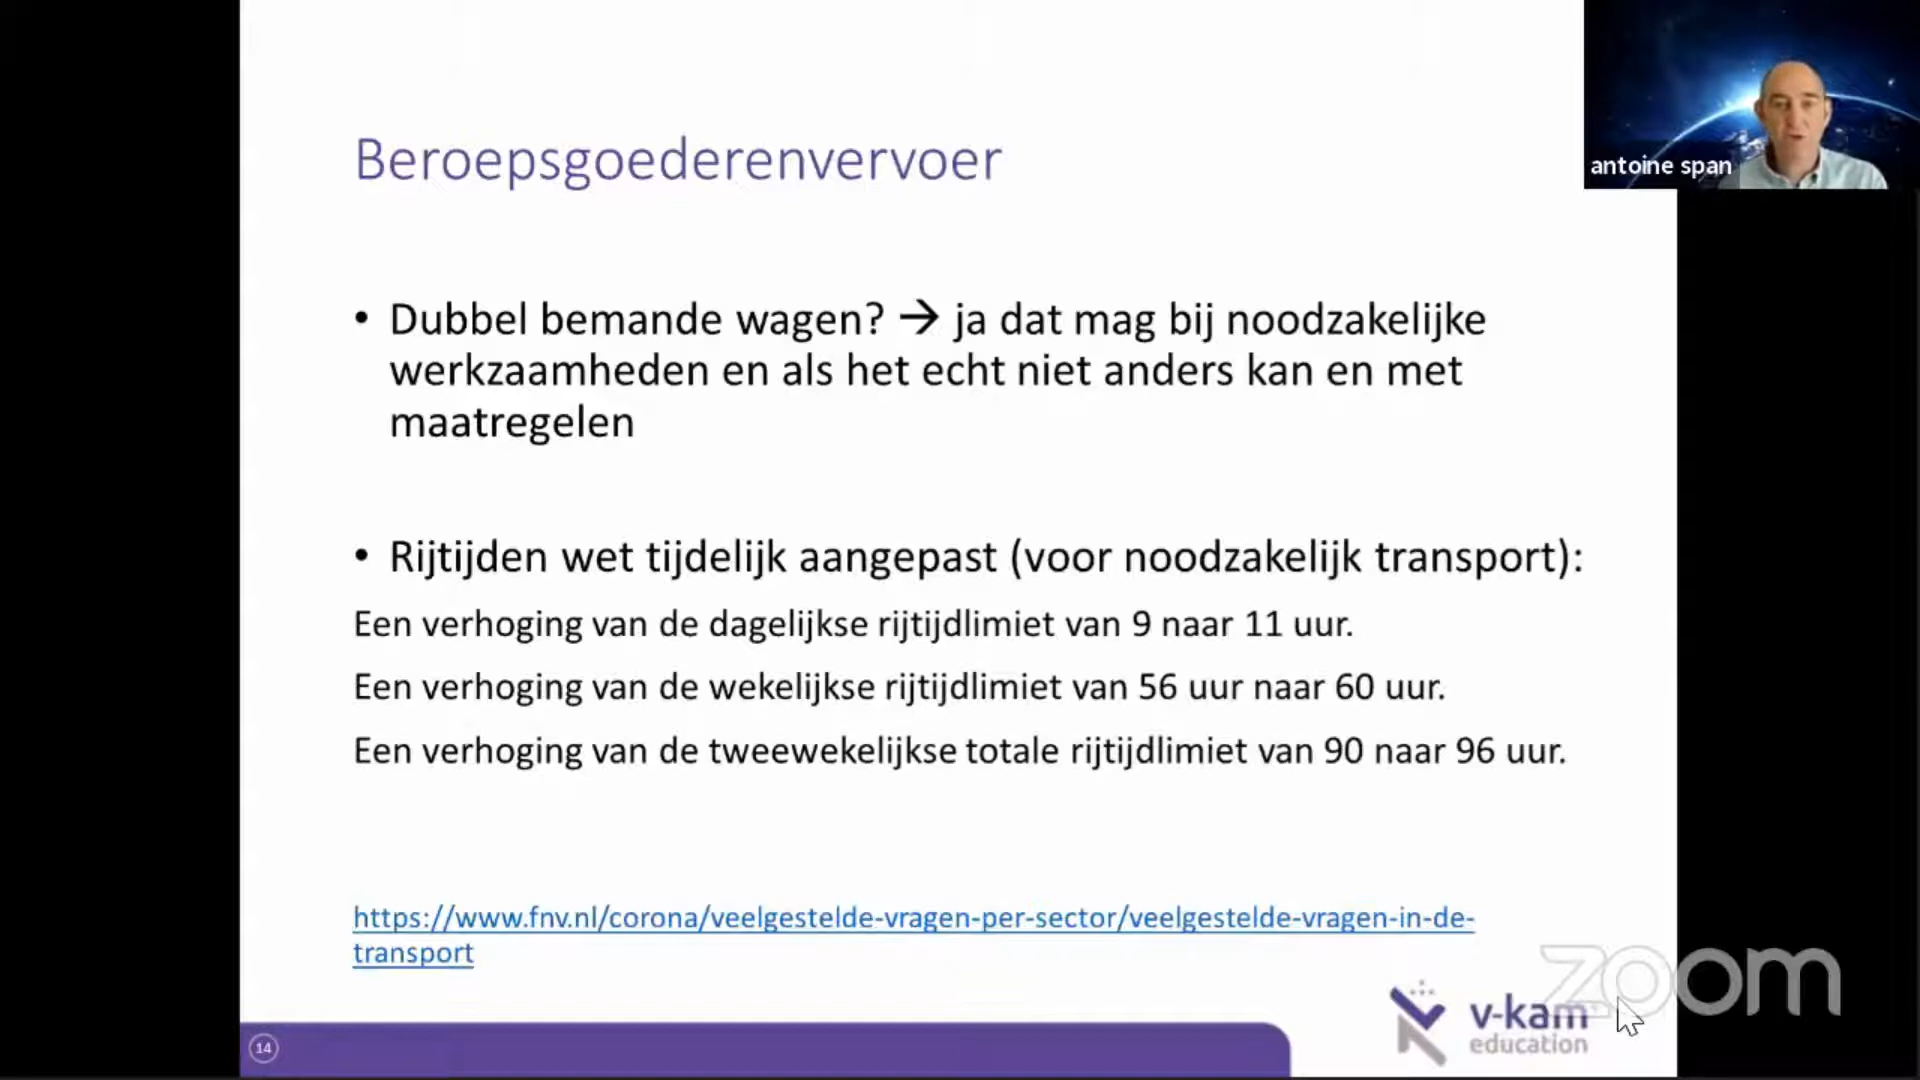 Beroepsgoederenvervoer
antoine span
• Dubbel bemande wagen? → ja dat mag bij noodzakelijke
werkzaamheden en als het echt niet anders kan en met
maatregelen
• Rijtijden wet tijdelijk aangepast (voor noodzakelijk transport):
Een verhoging van de dagelijkse rijtijdlimiet van 9 naar 11 uur.
Een verhoging van de wekelijkse rijtijdlimiet van 56 uur naar 60 uur.
Een verhoging van de tweewekelijkse totale rijtijdlimiet van 90 naar 96 uur.
https://www.fnv.nl/corona/veelgestelde-vragen-per-sector/veelgestelde-vragen-in-de-
transport
zoom
v-kam
education
14